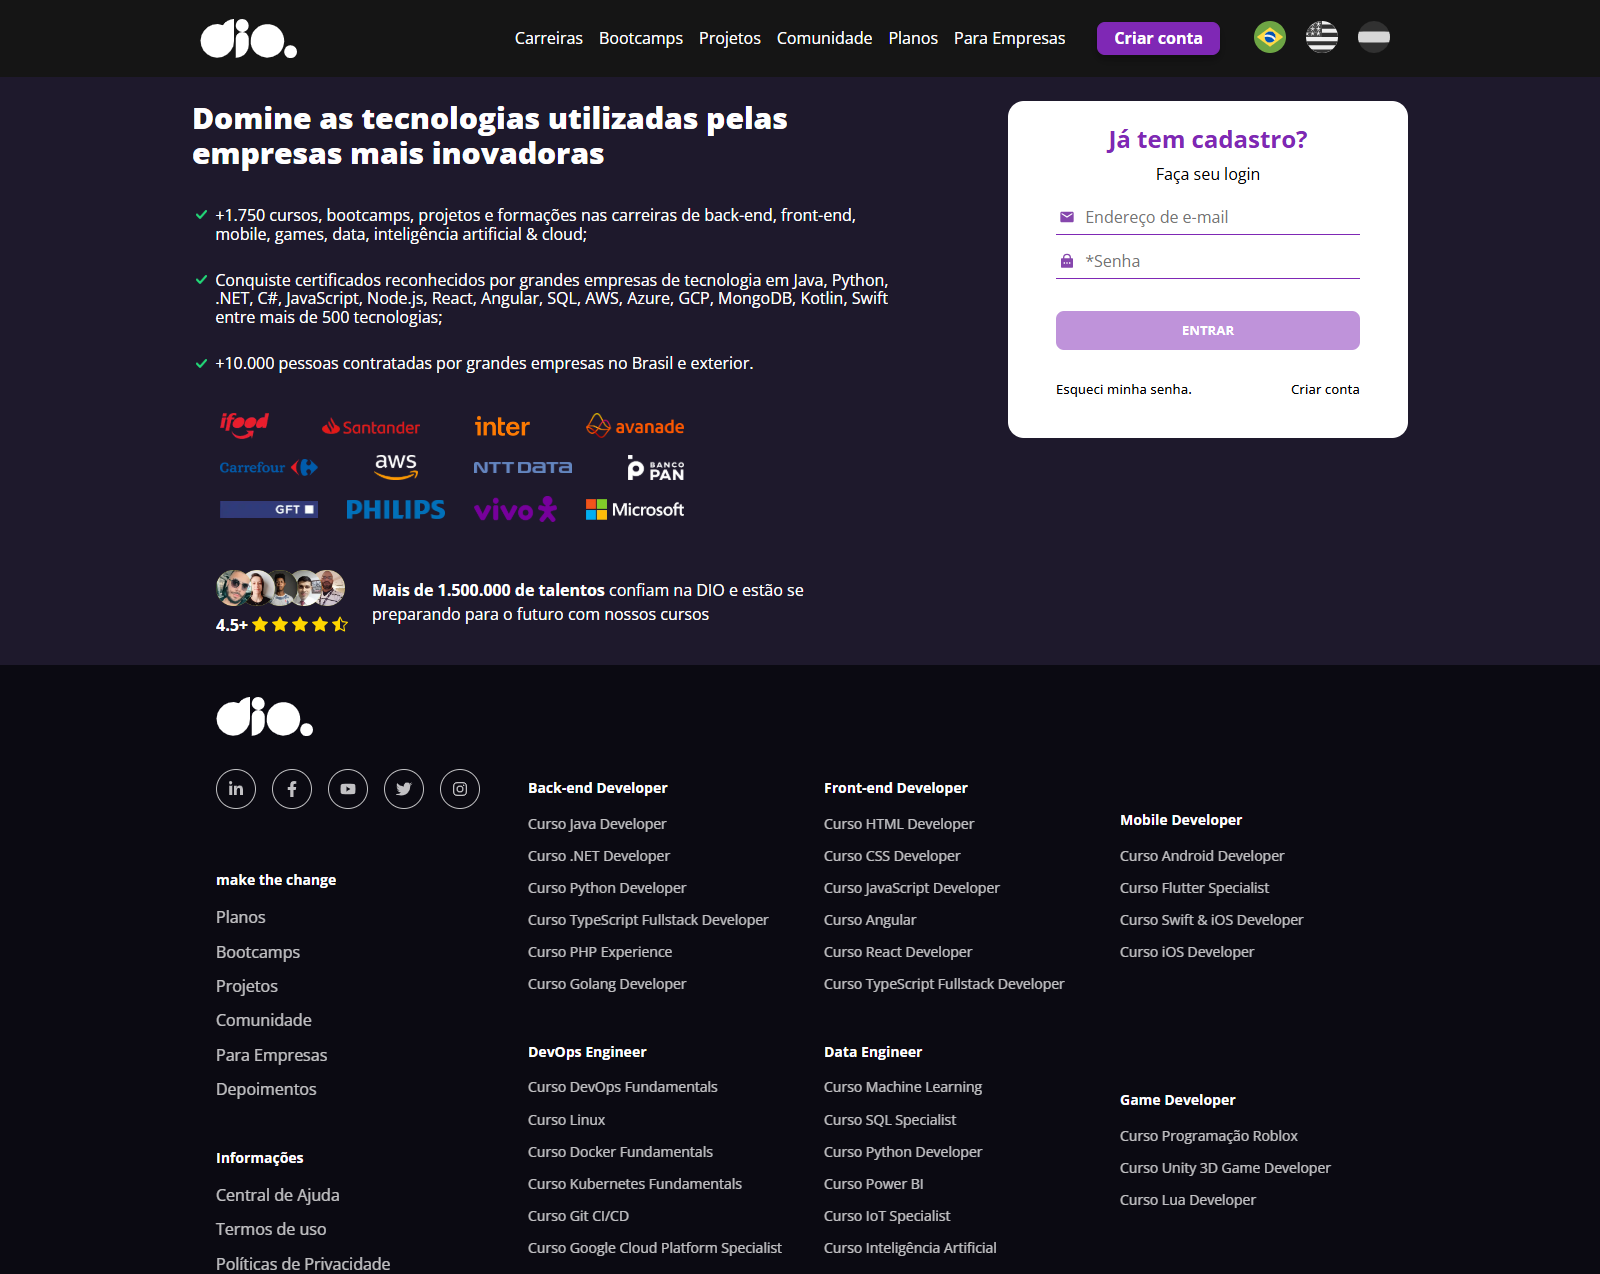 dio.
Carreiras Bootcamps Projetos Comunidade Planos Para Empresas Criar conta
Domine as tecnologias utilizadas pelas
empresas mais inovadoras
+1.750 cursos, bootcamps, projetos e formações nas carreiras de back-end, front-end,
mobile, games, data, inteligência artificial & cloud;
Conquiste certificados reconhecidos por grandes empresas de tecnologia em Java, Python,
.NET, C#, JavaScript, Node.js, React, Angular, SQL, AWS, Azure, GCP, MongoDB, Kotlin, Swift
entre mais de 500 tecnologias;
+10.000 pessoas contratadas por grandes empresas no Brasil e exterior.
ifood Santander inter avanade
Carrefour aws NTT DATA BANCO PAN
GFT PHILIPS vivo Microsoft
Mais de 1.500.000 de talentos confiam na DIO e estão se
preparando para o futuro com nossos cursos
4.5+
Já tem cadastro?
Faça seu login
Endereço de e-mail
*Senha
ENTRAR
Esqueci minha senha. Criar conta
dio.
make the change
Planos
Bootcamps
Projetos
Comunidade
Para Empresas
Depoimentos
Informações
Central de Ajuda
Termos de uso
Políticas de Privacidade
Back-end Developer
Curso Java Developer
Curso .NET Developer
Curso Python Developer
Curso TypeScript Fullstack Developer
Curso PHP Experience
Curso Golang Developer
Front-end Developer
Curso HTML Developer
Curso CSS Developer
Curso JavaScript Developer
Curso Angular
Curso React Developer
Curso TypeScript Fullstack Developer
Mobile Developer
Curso Android Developer
Curso Flutter Specialist
Curso Swift & iOS Developer
Curso iOS Developer
DevOps Engineer
Curso DevOps Fundamentals
Curso Linux
Curso Docker Fundamentals
Curso Kubernetes Fundamentals
Curso Git CI/CD
Curso Google Cloud Platform Specialist
Data Engineer
Curso Machine Learning
Curso SQL Specialist
Curso Python Developer
Curso Power BI
Curso IoT Specialist
Curso Inteligência Artificial
Game Developer
Curso Programação Roblox
Curso Unity 3D Game Developer
Curso Lua Developer